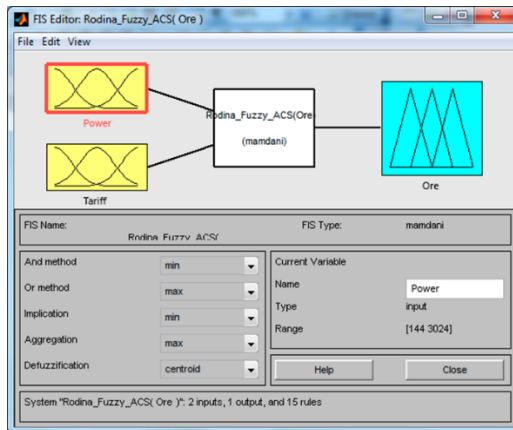 FIS Editor: Rodina_Fuzzy_ACS( Ore )
File Edit View
Power
Tariff
Rodina_Fuzzy_ACS(Ore)
(mamdani)
Ore
FIS Name: Rodina_Fuzzy_ACS( FIS Type: mamdani
And method min
Or method max
Implication min
Aggregation max
Defuzzification centroid
Current Variable
Name Power
Type input
Range [144 3024]
Help Close
System "Rodina_Fuzzy_ACS( Ore )": 2 inputs, 1 output, and 15 rules